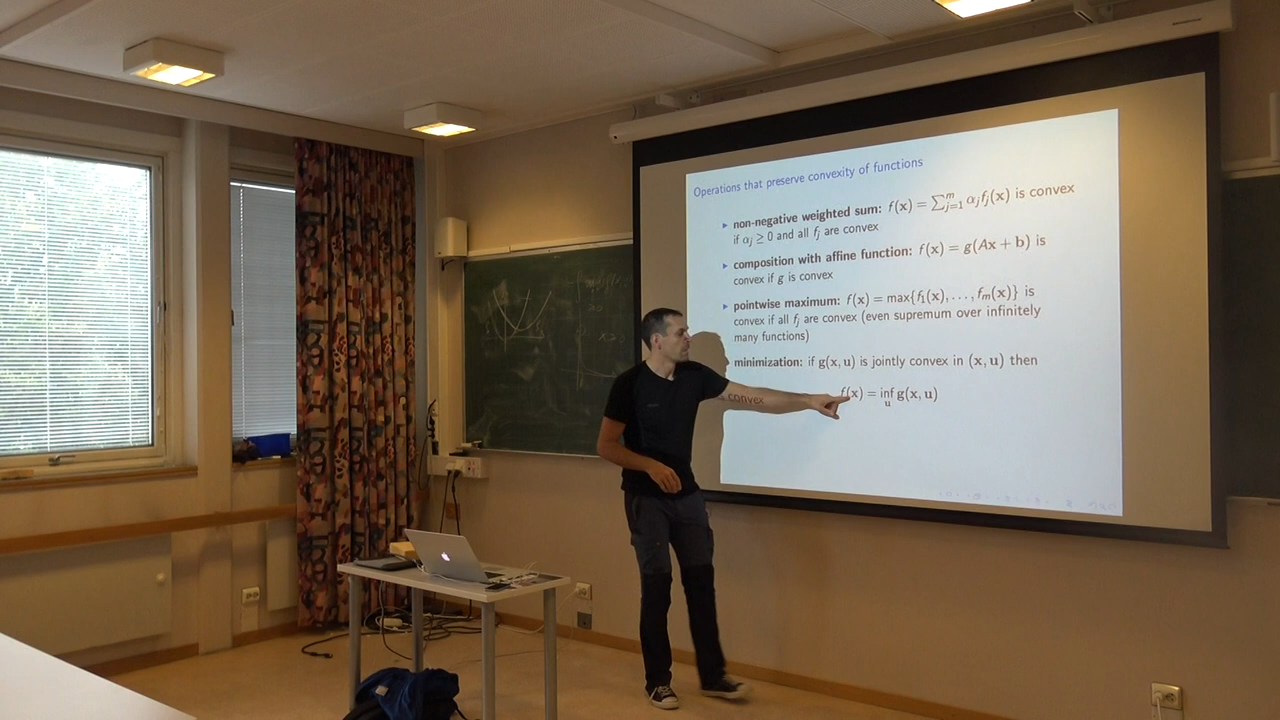 Operations that preserve convexity of functions
▸ non-negative weighted sum: f(x) = ∑ᵐⱼ₌₁ αⱼfⱼ(x) is convex
if αⱼ ≥ 0 and all fⱼ are convex
▸ composition with affine function: f(x) = g(Ax + b) is
convex if g is convex
▸ pointwise maximum: f(x) = max{f₁(x), . . . , fₘ(x)} is
convex if all fⱼ are convex (even supremum over infinitely
many functions)
minimization: if g(x, u) is jointly convex in (x, u) then
convex f(x) = inf g(x, u)
u